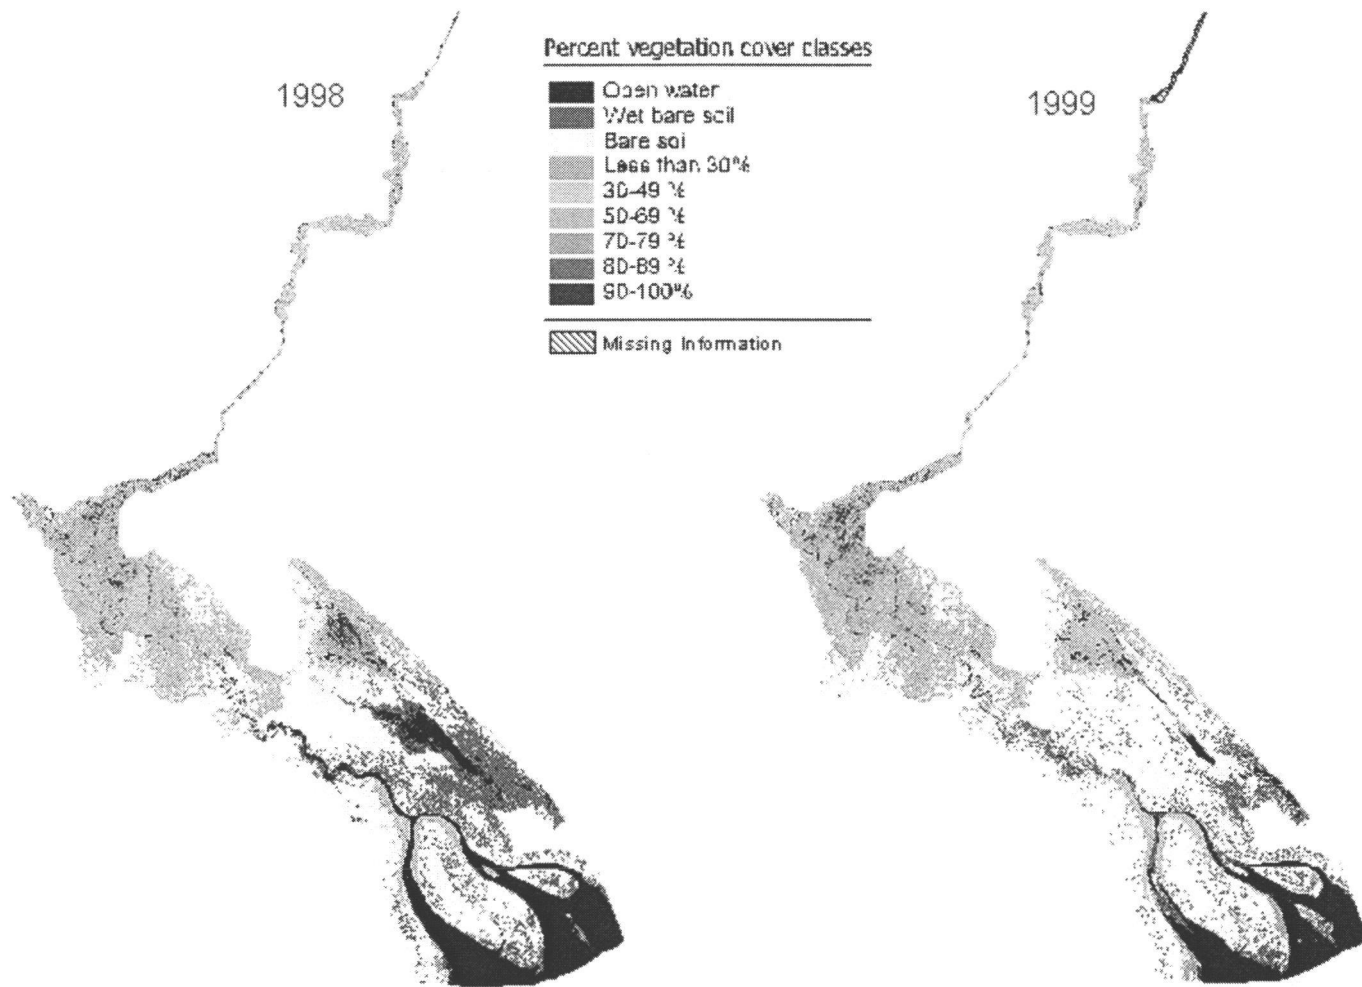 Percent vegetation cover classes
1998
1999
Open water
Wet bare soil
Bare soi
Less than 30%
30-49 %
50-69 %
70-79 %
80-89 %
90-100%
Missing Information